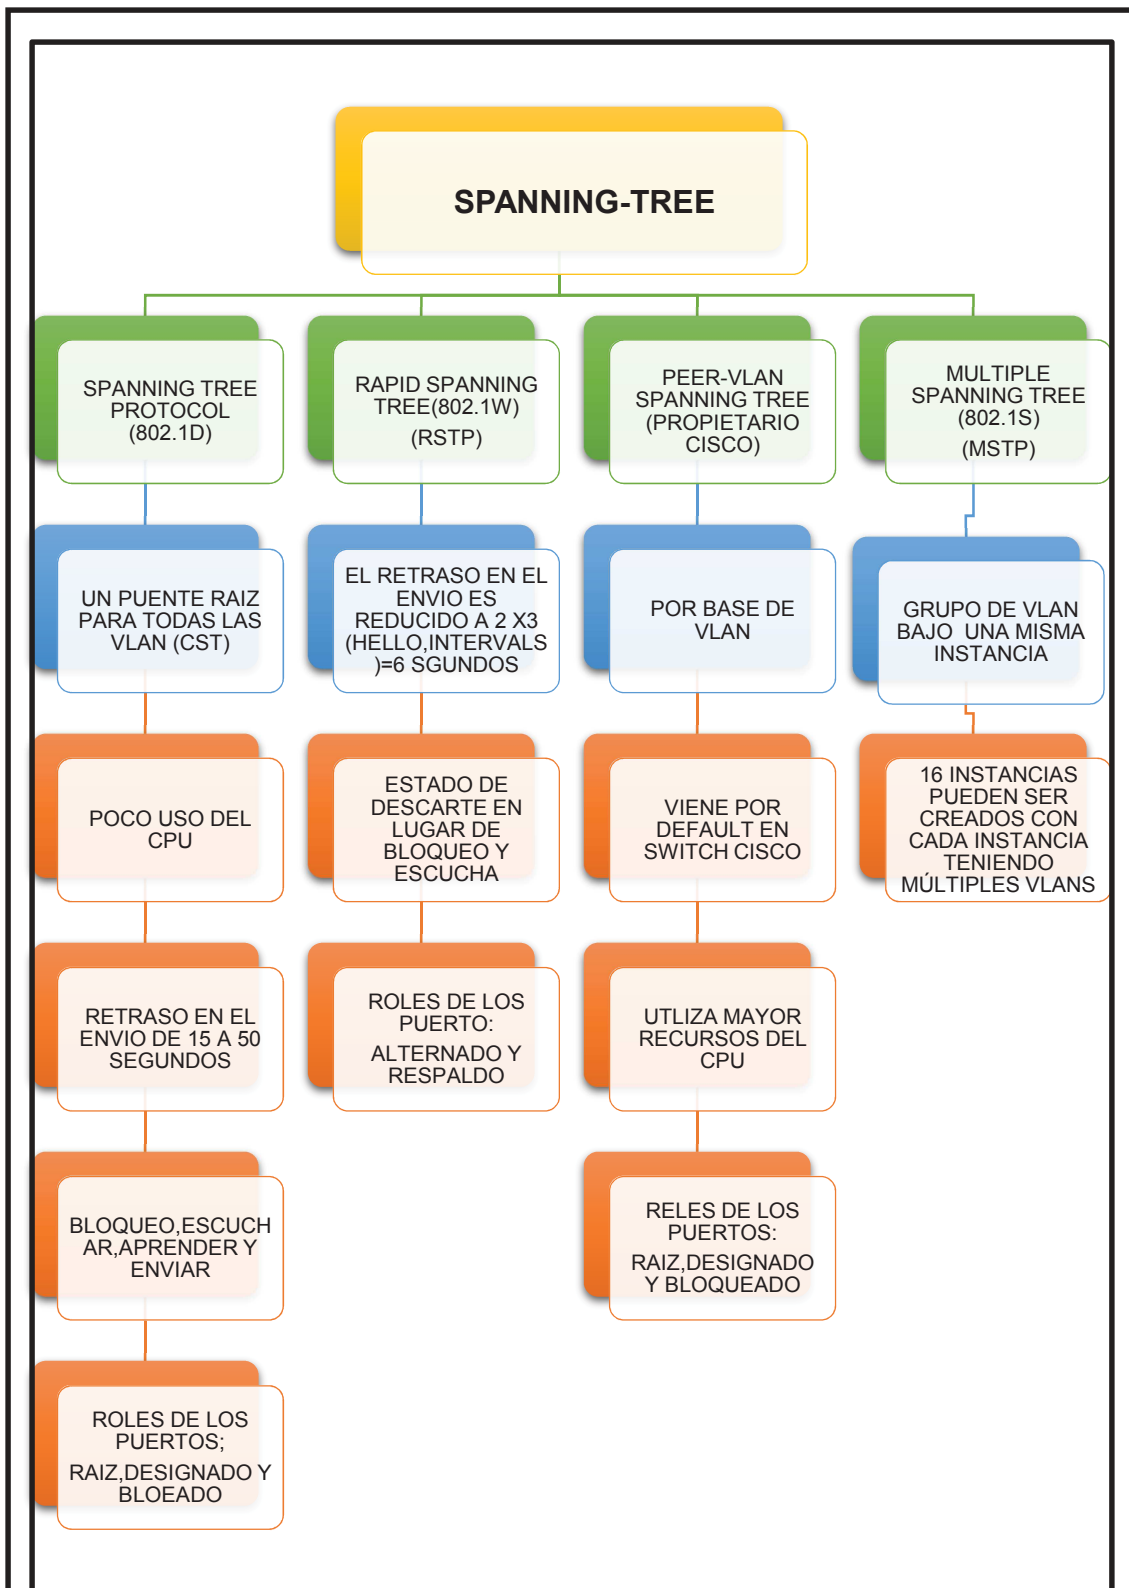 SPANNING-TREE
SPANNING TREE
PROTOCOL
(802.1D)
UN PUENTE RAIZ
PARA TODAS LAS
VLAN (CST)
POCO USO DEL
CPU
RETRASO EN EL
ENVIO DE 15 A 50
SEGUNDOS
BLOQUEO,ESCUCH
AR,APRENDER Y
ENVIAR
ROLES DE LOS
PUERTOS;
RAIZ,DESIGNADO Y
BLOEADO
RAPID SPANNING
TREE(802.1W)
(RSTP)
EL RETRASO EN EL
ENVIO ES
REDUCIDO A 2 X3
(HELLO,INTERVALS
)=6 SGUNDOS
ESTADO DE
DESCARTE EN
LUGAR DE
BLOQUEO Y
ESCUCHA
ROLES DE LOS
PUERTO:
ALTERNADO Y
RESPALDO
PEER-VLAN
SPANNING TREE
(PROPIETARIO
CISCO)
POR BASE DE
VLAN
VIENE POR
DEFAULT EN
SWITCH CISCO
UTLIZA MAYOR
RECURSOS DEL
CPU
RELES DE LOS
PUERTOS:
RAIZ,DESIGNADO
Y BLOQUEADO
MULTIPLE
SPANNING TREE
(802.1S)
(MSTP)
GRUPO DE VLAN
BAJO  UNA MISMA
INSTANCIA
16 INSTANCIAS
PUEDEN SER
CREADOS CON
CADA INSTANCIA
TENIENDO
MÚLTIPLES VLANS